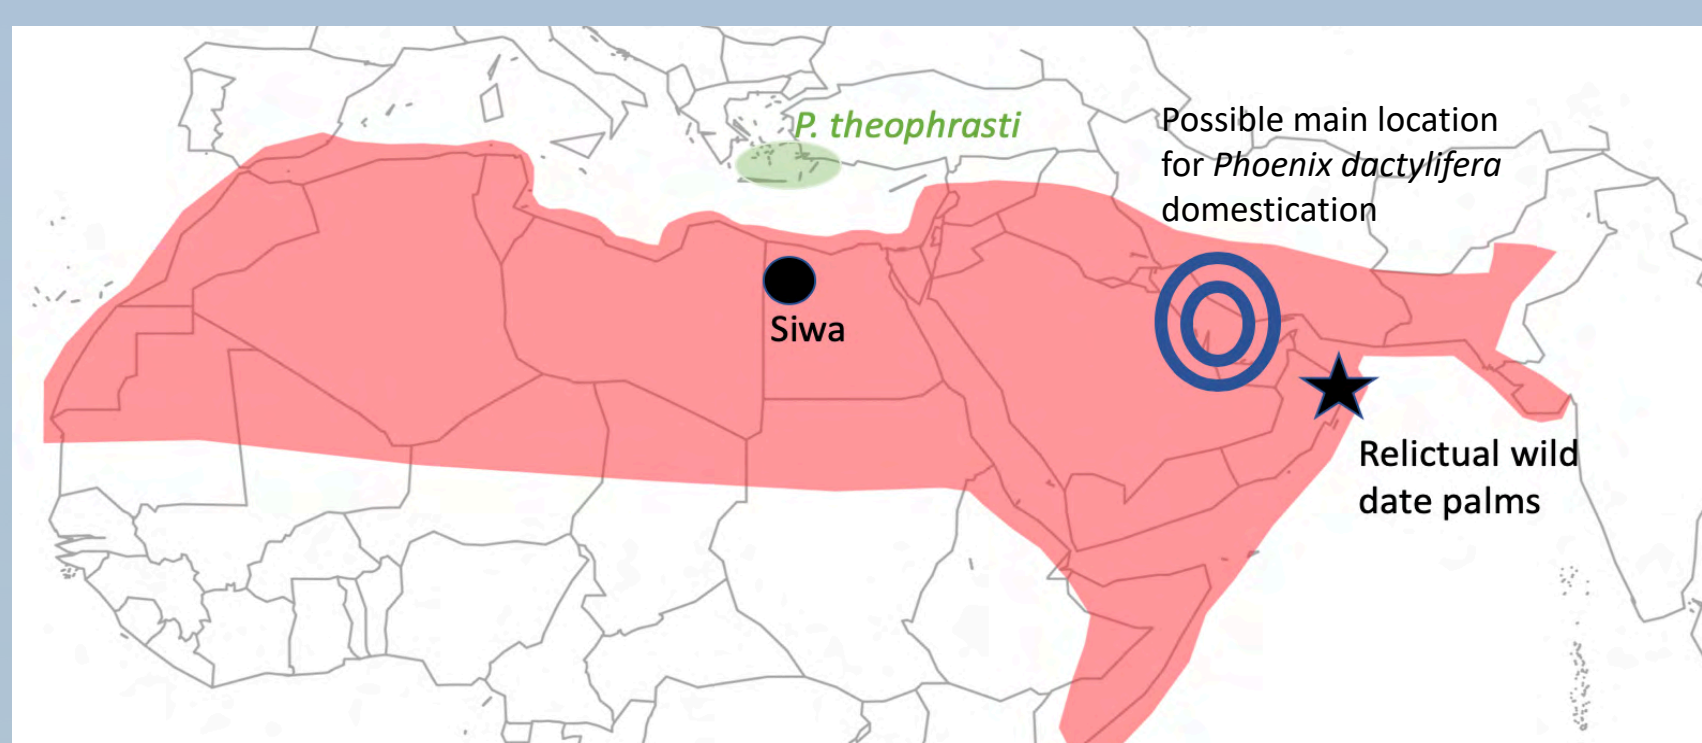 P. theophrasti
Possible main location
for Phoenix dactylifera
domestication
Siwa
Relictual wild
date palms